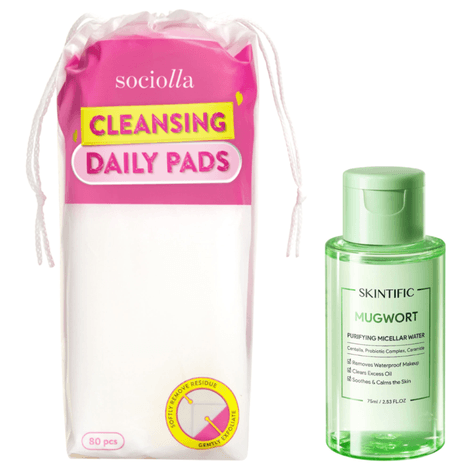 sociolla
CLEANSING
DAILY PADS
SOFTLY REMOVE RESIDUE
GENTLY EXFOLIATE
80 pcs
SKINTIFIC
MUGWORT
PURIFYING MICELLAR WATER
Centella, Probiotic Complex, Ceramide
Removes Waterproof Makeup
Clears Excess Oil
Soothes & Calms the Skin
75ml / 2.53 FL.OZ